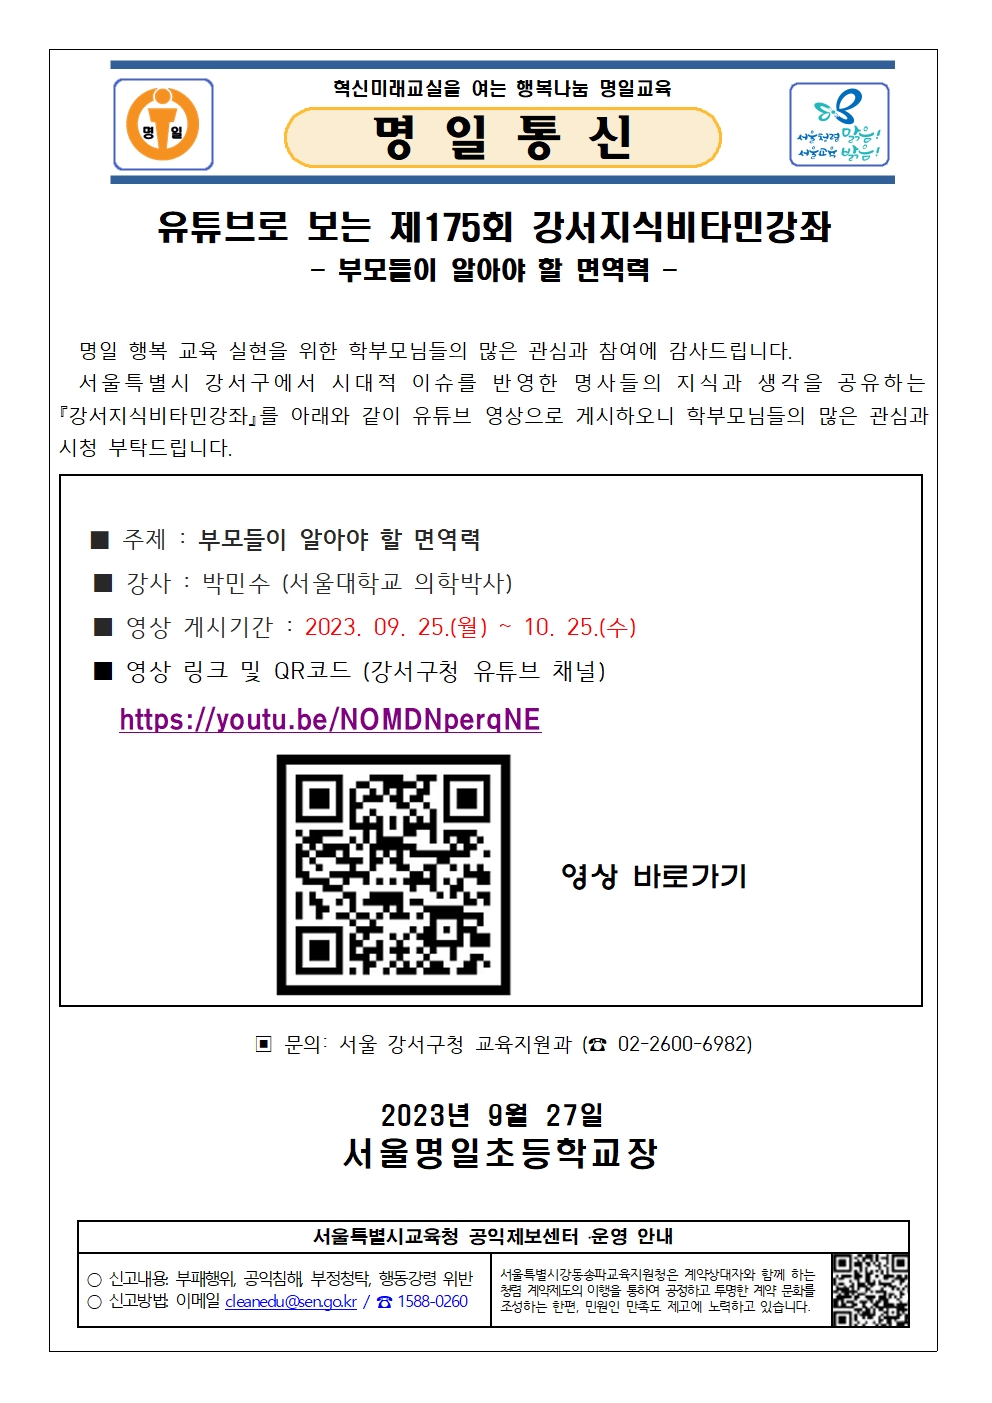 혁신미래교실을 여는 행복나눔 명일교육
명일
명 일 통 신
서울청렴 맑음!
서울교육 밝음!
유튜브로 보는 제175회 강서지식비타민강좌
- 부모들이 알아야 할 면역력 -
명일 행복 교육 실현을 위한 학부모님들의 많은 관심과 참여에 감사드립니다.
서울특별시 강서구에서 시대적 이슈를 반영한 명사들의 지식과 생각을 공유하는
『강서지식비타민강좌』를 아래와 같이 유튜브 영상으로 게시하오니 학부모님들의 많은 관심과
시청 부탁드립니다.
■ 주제 : 부모들이 알아야 할 면역력
■ 강사 : 박민수 (서울대학교 의학박사)
■ 영상 게시기간 : 2023. 09. 25.(월) ~ 10. 25.(수)
■ 영상 링크 및 QR코드 (강서구청 유튜브 채널)
https://youtu.be/NOMDNperqNE
영상 바로가기
▣ 문의: 서울 강서구청 교육지원과 (☎ 02-2600-6982)
2023년 9월 27일
서울명일초등학교장
서울특별시교육청 공익제보센터 운영 안내
○ 신고내용: 부패행위, 공익침해, 부정청탁, 행동강령 위반
○ 신고방법: 이메일 cleanedu@sen.go.kr / ☎ 1588-0260
서울특별시강동송파교육지원청은 계약상대자와 함께 하는
청렴 계약제도의 이행을 통하여 공정하고 투명한 계약 문화를
조성하는 한편, 민원인 만족도 제고에 노력하고 있습니다.